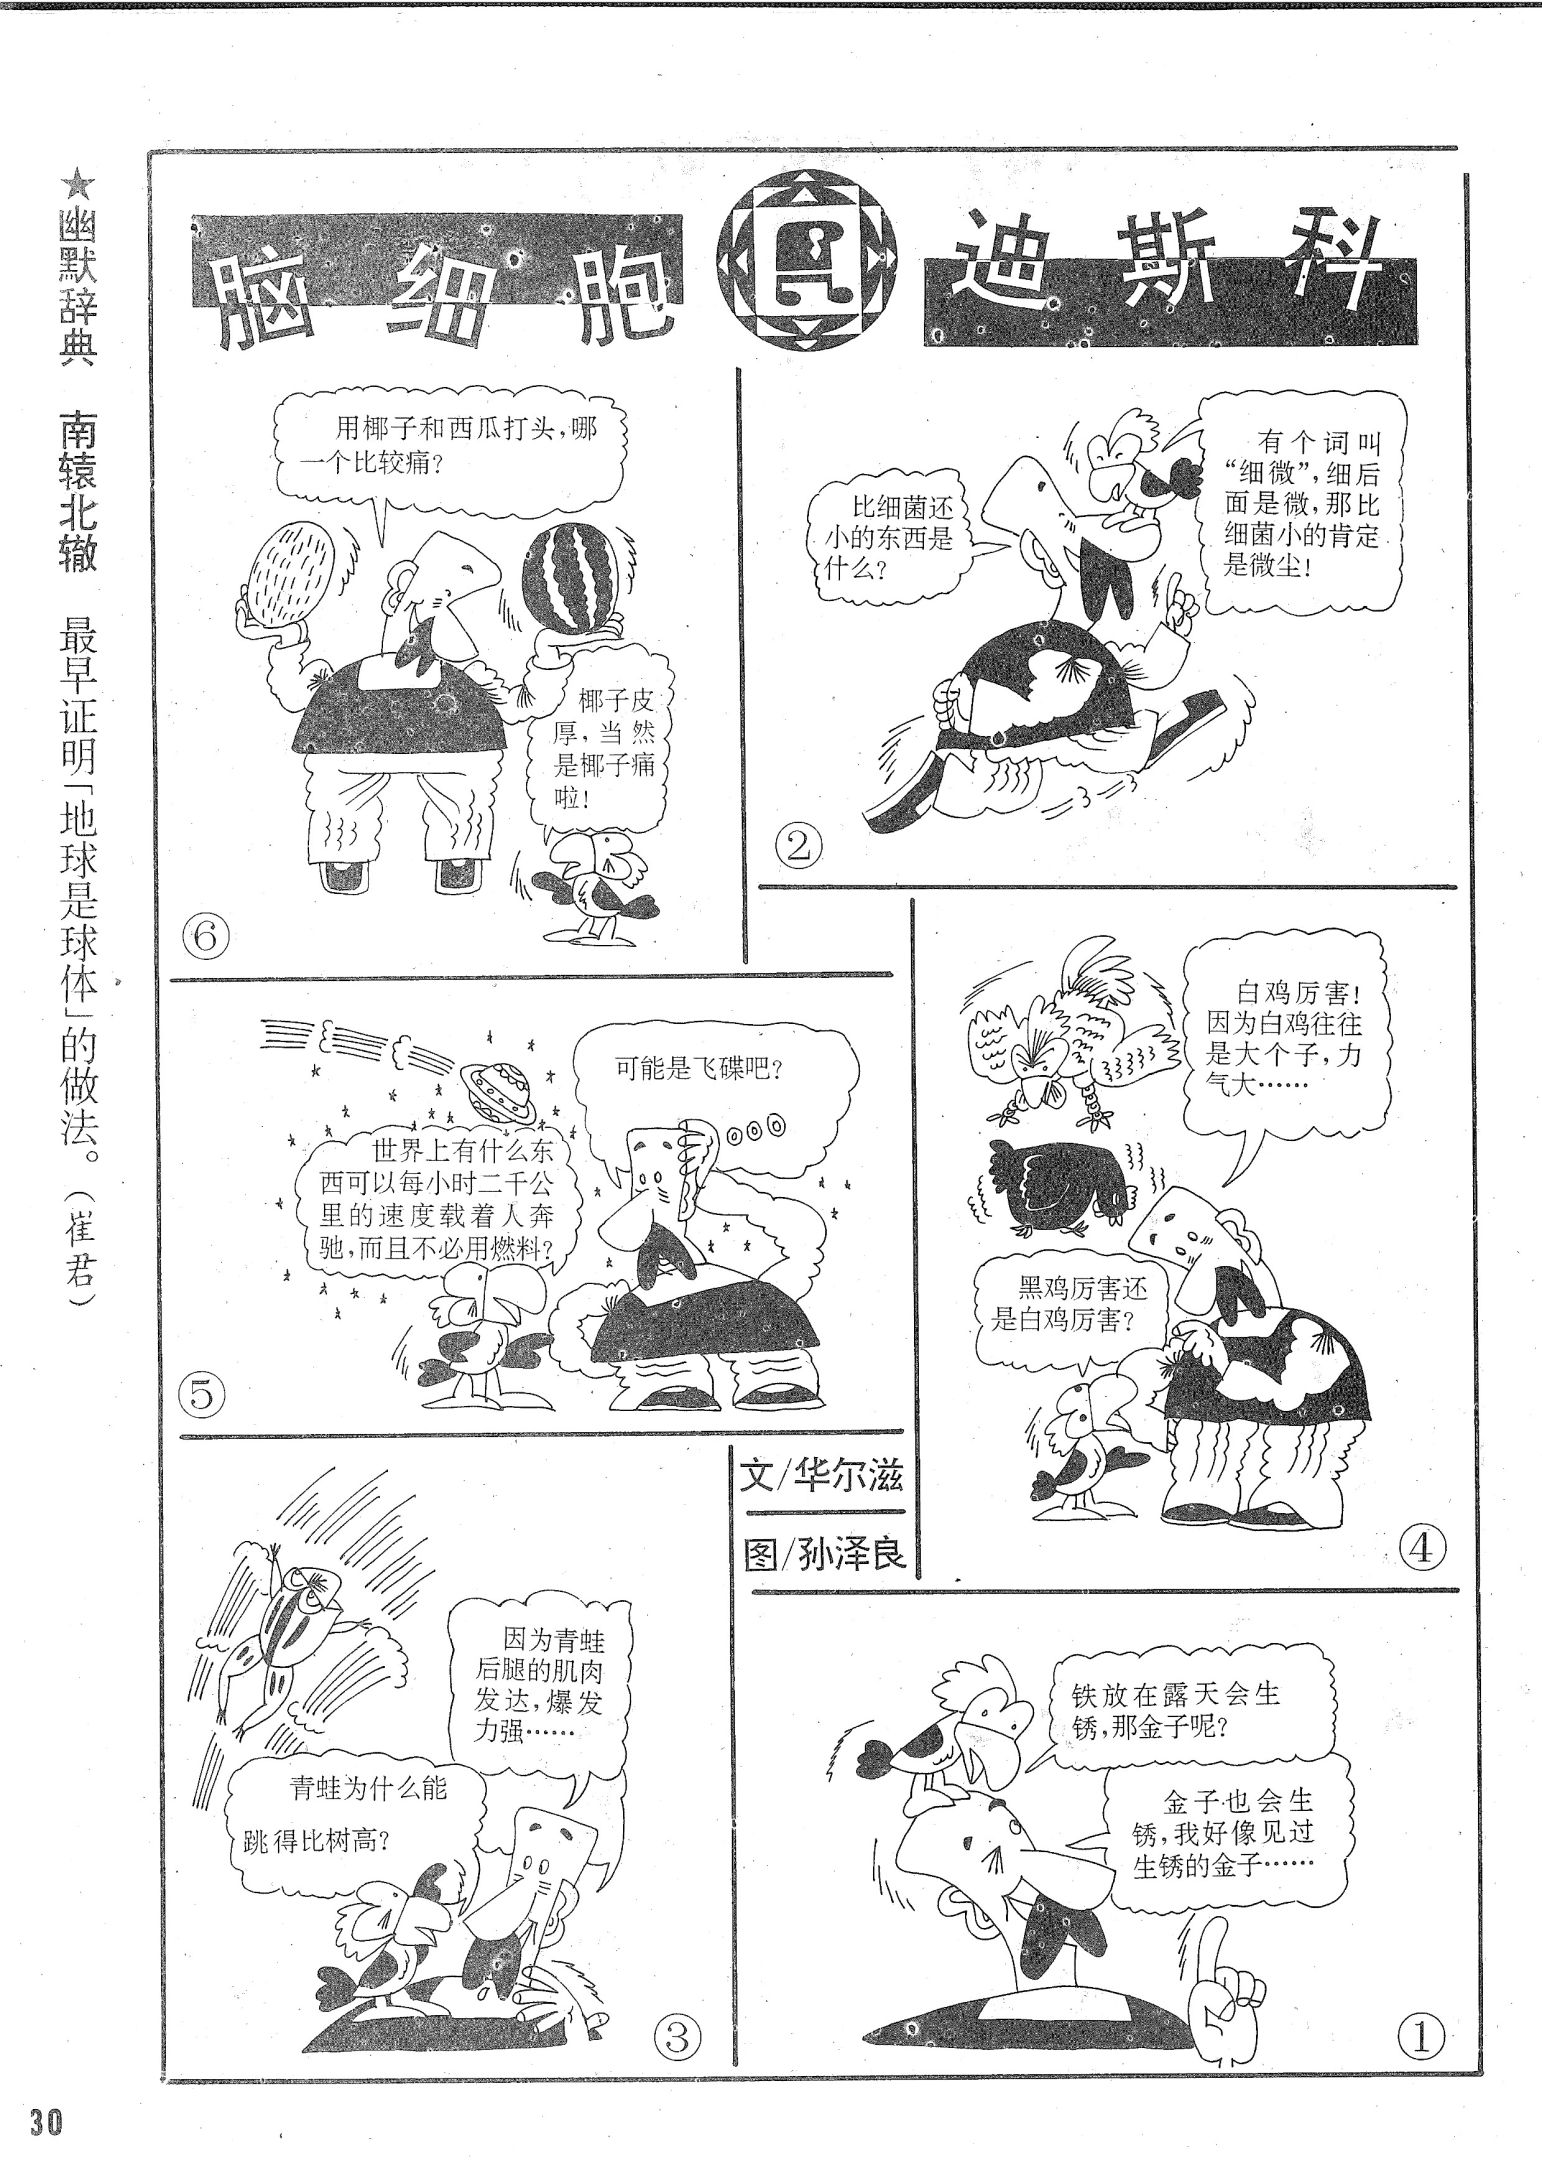 ★幽默辞典　南辕北辙　最早证明「地球是球体」的做法。（崔君）
脑细胞
迪斯科
用椰子和西瓜打头，哪
一个比较痛？
椰子皮
厚，当然
是椰子痛
啦！
⑥
比细菌还
小的东西是
什么？
有个词叫
“细微”，细后
面是微，那比
细菌小的肯定
是微尘！
②
可能是飞碟吧？
世界上有什么东
西可以每小时二千公
里的速度载着人奔
驰，而且不必用燃料？
⑤
白鸡厉害！
因为白鸡往往
是大个子，力
气大……
黑鸡厉害还
是白鸡厉害？
④
文/华尔滋
图/孙泽良
因为青蛙
后腿的肌肉
发达，爆发
力强……
青蛙为什么能
跳得比树高？
③
铁放在露天会生
锈，那金子呢？
金子也会生
锈，我好像见过
生锈的金子……
①
30